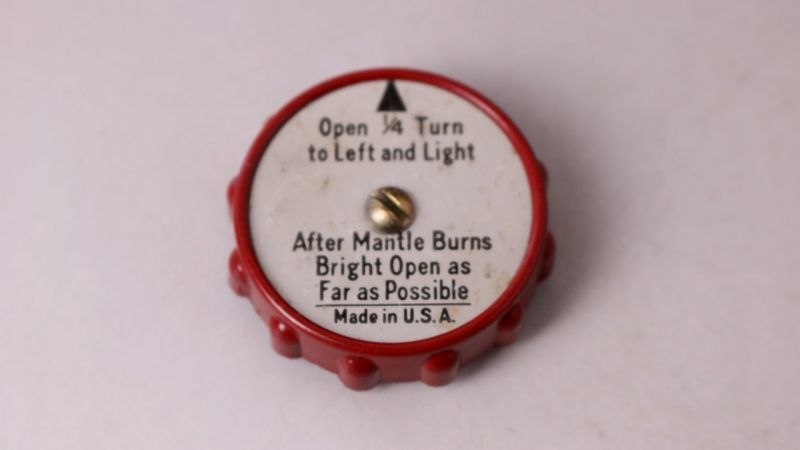 Open ¼ Turn
to Left and Light
After Mantle Burns
Bright Open as
Far as Possible
Made in U.S.A.